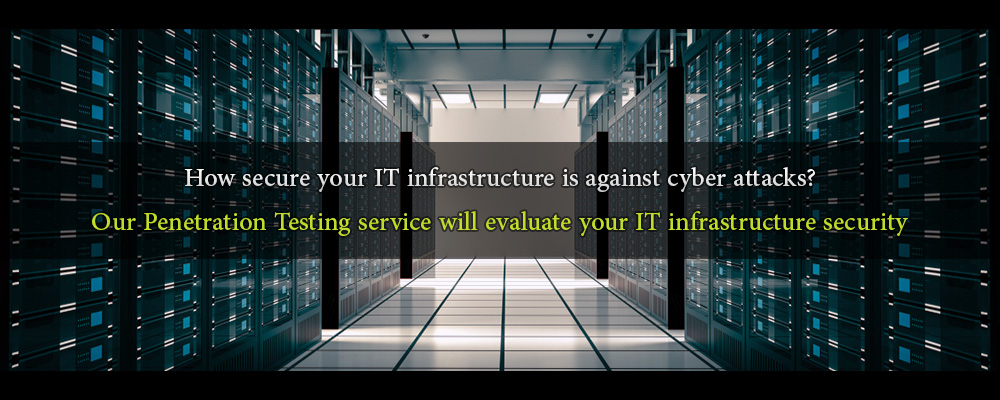 How secure your IT infrastructure is against cyber attacks?
Our Penetration Testing service will evaluate your IT infrastructure security